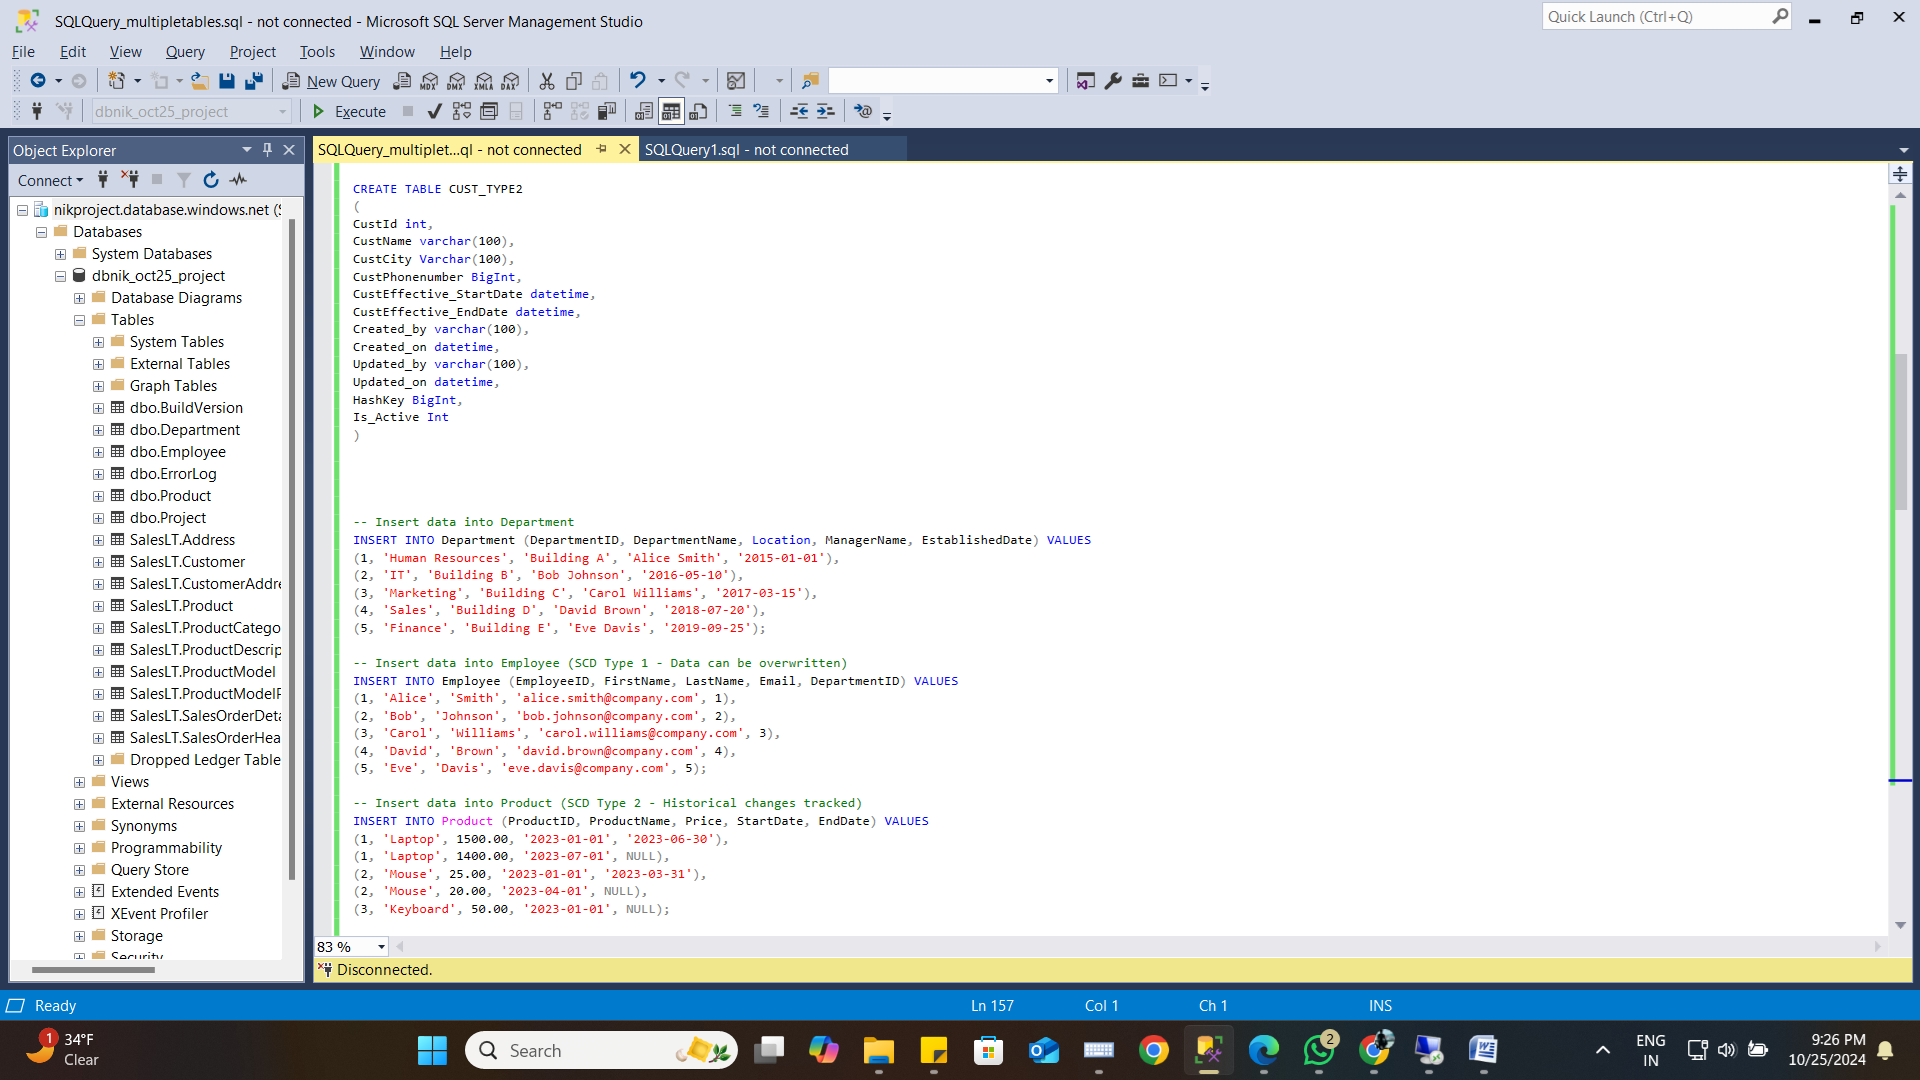 SQLQuery_multipletables.sql - not connected - Microsoft SQL Server Management Studio
Quick Launch (Ctrl+Q)
File Edit View Query Project Tools Window Help
New Query
MDX DMX XMLA DAX
dbnik_oct25_project
Execute
Object Explorer
SQLQuery_multiplet...ql - not connected
SQLQuery1.sql - not connected
Connect
nikproject.database.windows.net (S
Databases
System Databases
dbnik_oct25_project
Database Diagrams
Tables
System Tables
External Tables
Graph Tables
dbo.BuildVersion
dbo.Department
dbo.Employee
dbo.ErrorLog
dbo.Product
dbo.Project
SalesLT.Address
SalesLT.Customer
SalesLT.CustomerAddre
SalesLT.Product
SalesLT.ProductCatego
SalesLT.ProductDescrip
SalesLT.ProductModel
SalesLT.ProductModelP
SalesLT.SalesOrderDeta
SalesLT.SalesOrderHea
Dropped Ledger Table
Views
External Resources
Synonyms
Programmability
Query Store
Extended Events
XEvent Profiler
Storage
Security
CREATE TABLE CUST_TYPE2
(
CustId int,
CustName varchar(100),
CustCity Varchar(100),
CustPhonenumber BigInt,
CustEffective_StartDate datetime,
CustEffective_EndDate datetime,
Created_by varchar(100),
Created_on datetime,
Updated_by varchar(100),
Updated_on datetime,
HashKey BigInt,
Is_Active Int
)
-- Insert data into Department
INSERT INTO Department (DepartmentID, DepartmentName, Location, ManagerName, EstablishedDate) VALUES
(1, 'Human Resources', 'Building A', 'Alice Smith', '2015-01-01'),
(2, 'IT', 'Building B', 'Bob Johnson', '2016-05-10'),
(3, 'Marketing', 'Building C', 'Carol Williams', '2017-03-15'),
(4, 'Sales', 'Building D', 'David Brown', '2018-07-20'),
(5, 'Finance', 'Building E', 'Eve Davis', '2019-09-25');
-- Insert data into Employee (SCD Type 1 - Data can be overwritten)
INSERT INTO Employee (EmployeeID, FirstName, LastName, Email, DepartmentID) VALUES
(1, 'Alice', 'Smith', 'alice.smith@company.com', 1),
(2, 'Bob', 'Johnson', 'bob.johnson@company.com', 2),
(3, 'Carol', 'Williams', 'carol.williams@company.com', 3),
(4, 'David', 'Brown', 'david.brown@company.com', 4),
(5, 'Eve', 'Davis', 'eve.davis@company.com', 5);
-- Insert data into Product (SCD Type 2 - Historical changes tracked)
INSERT INTO Product (ProductID, ProductName, Price, StartDate, EndDate) VALUES
(1, 'Laptop', 1500.00, '2023-01-01', '2023-06-30'),
(1, 'Laptop', 1400.00, '2023-07-01', NULL),
(2, 'Mouse', 25.00, '2023-01-01', '2023-03-31'),
(2, 'Mouse', 20.00, '2023-04-01', NULL),
(3, 'Keyboard', 50.00, '2023-01-01', NULL);
83 %
Disconnected.
Ready
Ln 157
Col 1
Ch 1
INS
1
34°F
Clear
Search
2
ENG
IN
9:26 PM
10/25/2024